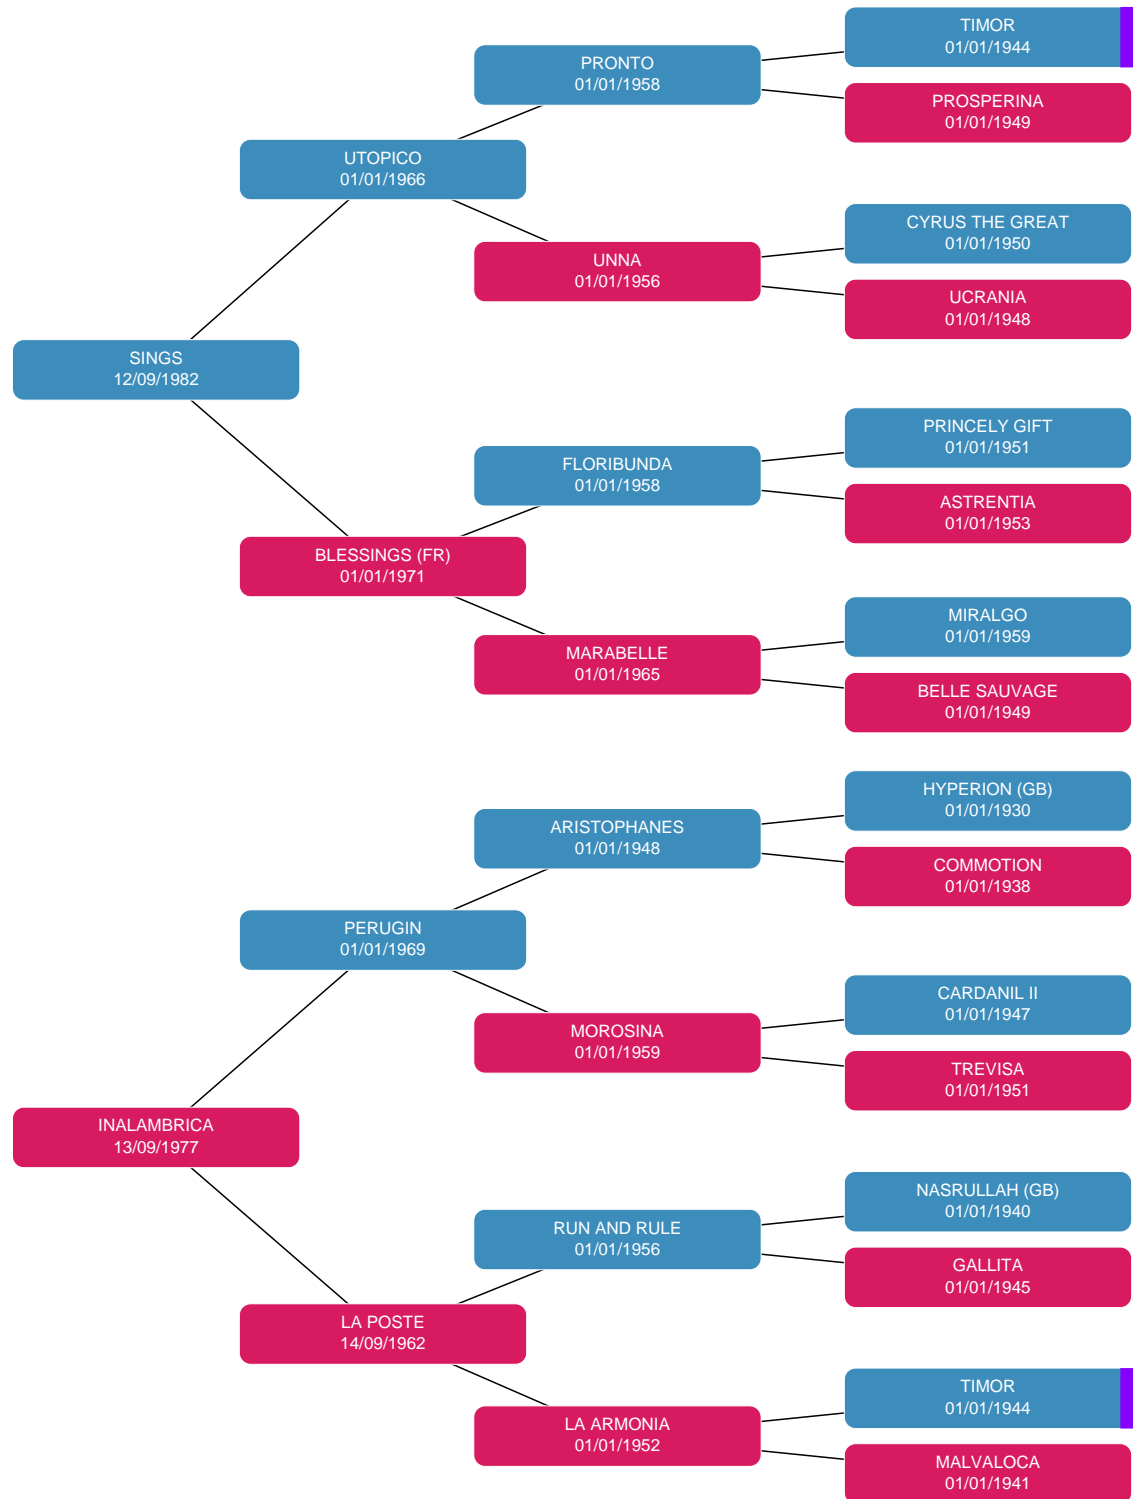 TIMOR
01/01/1944
PRONTO
01/01/1958
PROSPERINA
01/01/1949
UTOPICO
01/01/1966
CYRUS THE GREAT
01/01/1950
UNNA
01/01/1956
UCRANIA
01/01/1948
SINGS
12/09/1982
PRINCELY GIFT
01/01/1951
FLORIBUNDA
01/01/1958
ASTRENTIA
01/01/1953
BLESSINGS (FR)
01/01/1971
MIRALGO
01/01/1959
MARABELLE
01/01/1965
BELLE SAUVAGE
01/01/1949
HYPERION (GB)
01/01/1930
ARISTOPHANES
01/01/1948
COMMOTION
01/01/1938
PERUGIN
01/01/1969
CARDANIL II
01/01/1947
MOROSINA
01/01/1959
TREVISA
01/01/1951
INALAMBRICA
13/09/1977
NASRULLAH (GB)
01/01/1940
RUN AND RULE
01/01/1956
GALLITA
01/01/1945
LA POSTE
14/09/1962
TIMOR
01/01/1944
LA ARMONIA
01/01/1952
MALVALOCA
01/01/1941